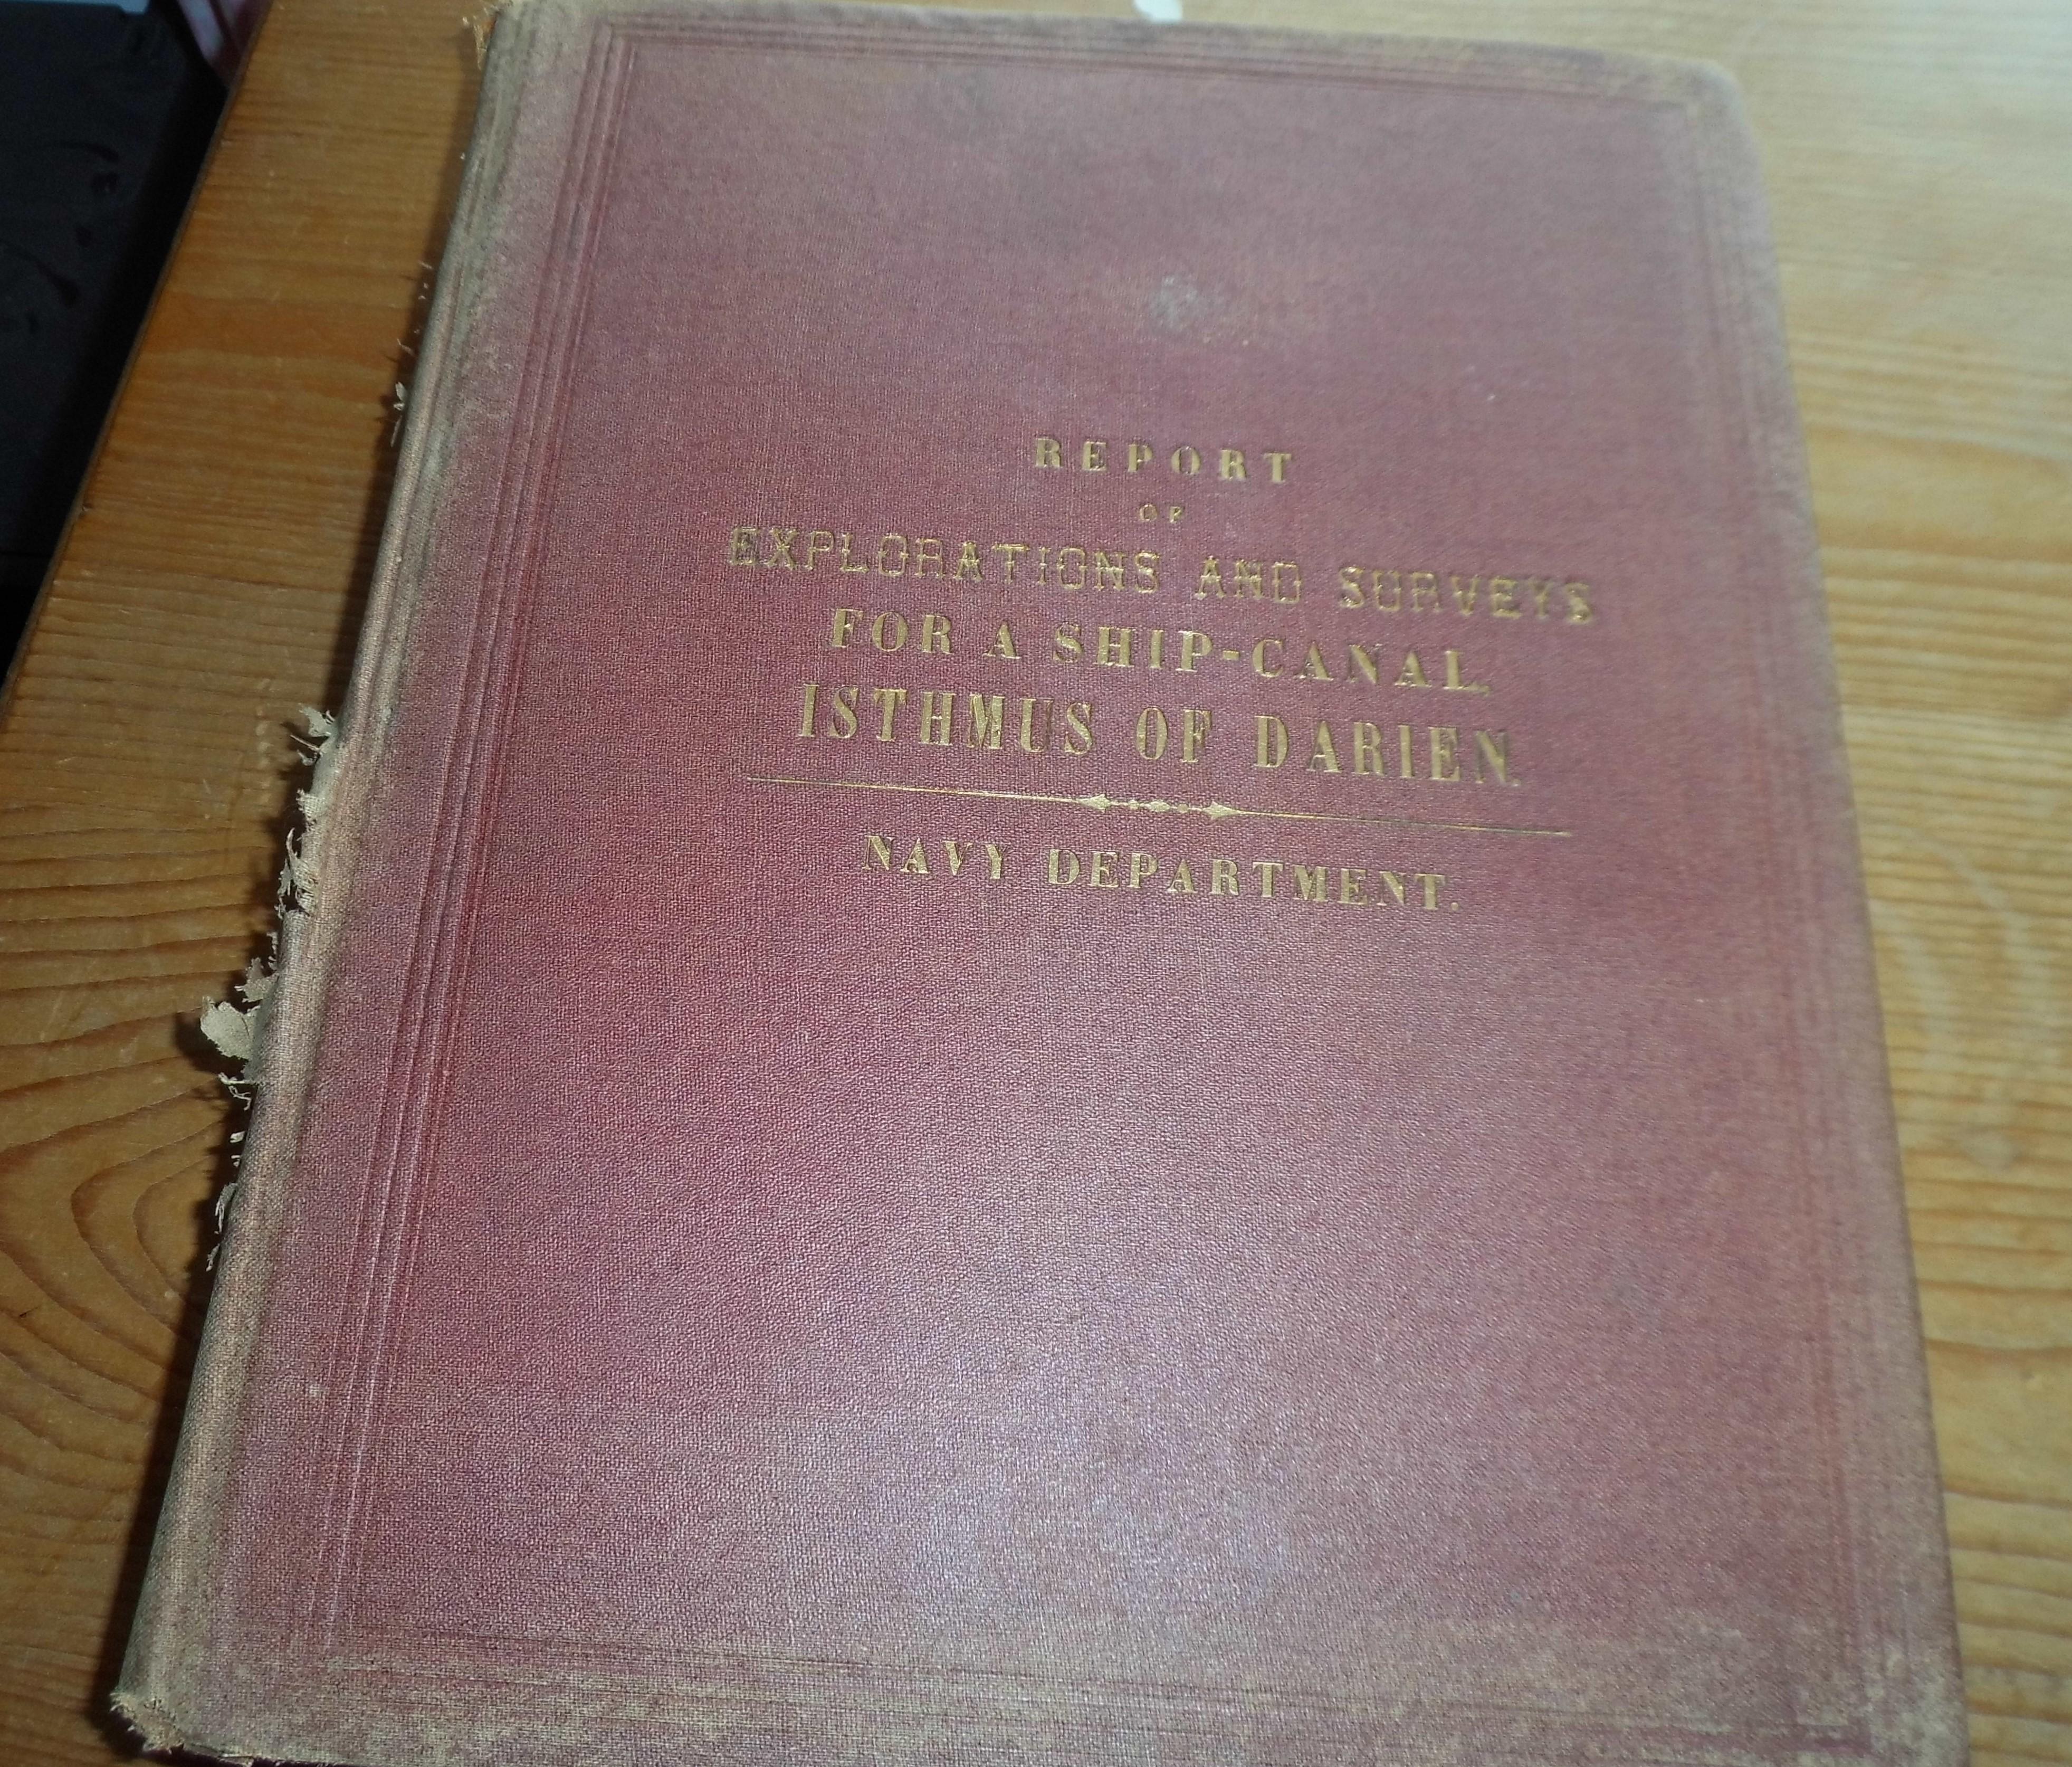 REPORT
OF
EXPLORATIONS AND SURVEYS
FOR A SHIP-CANAL,
ISTHMUS OF DARIEN.
NAVY DEPARTMENT.